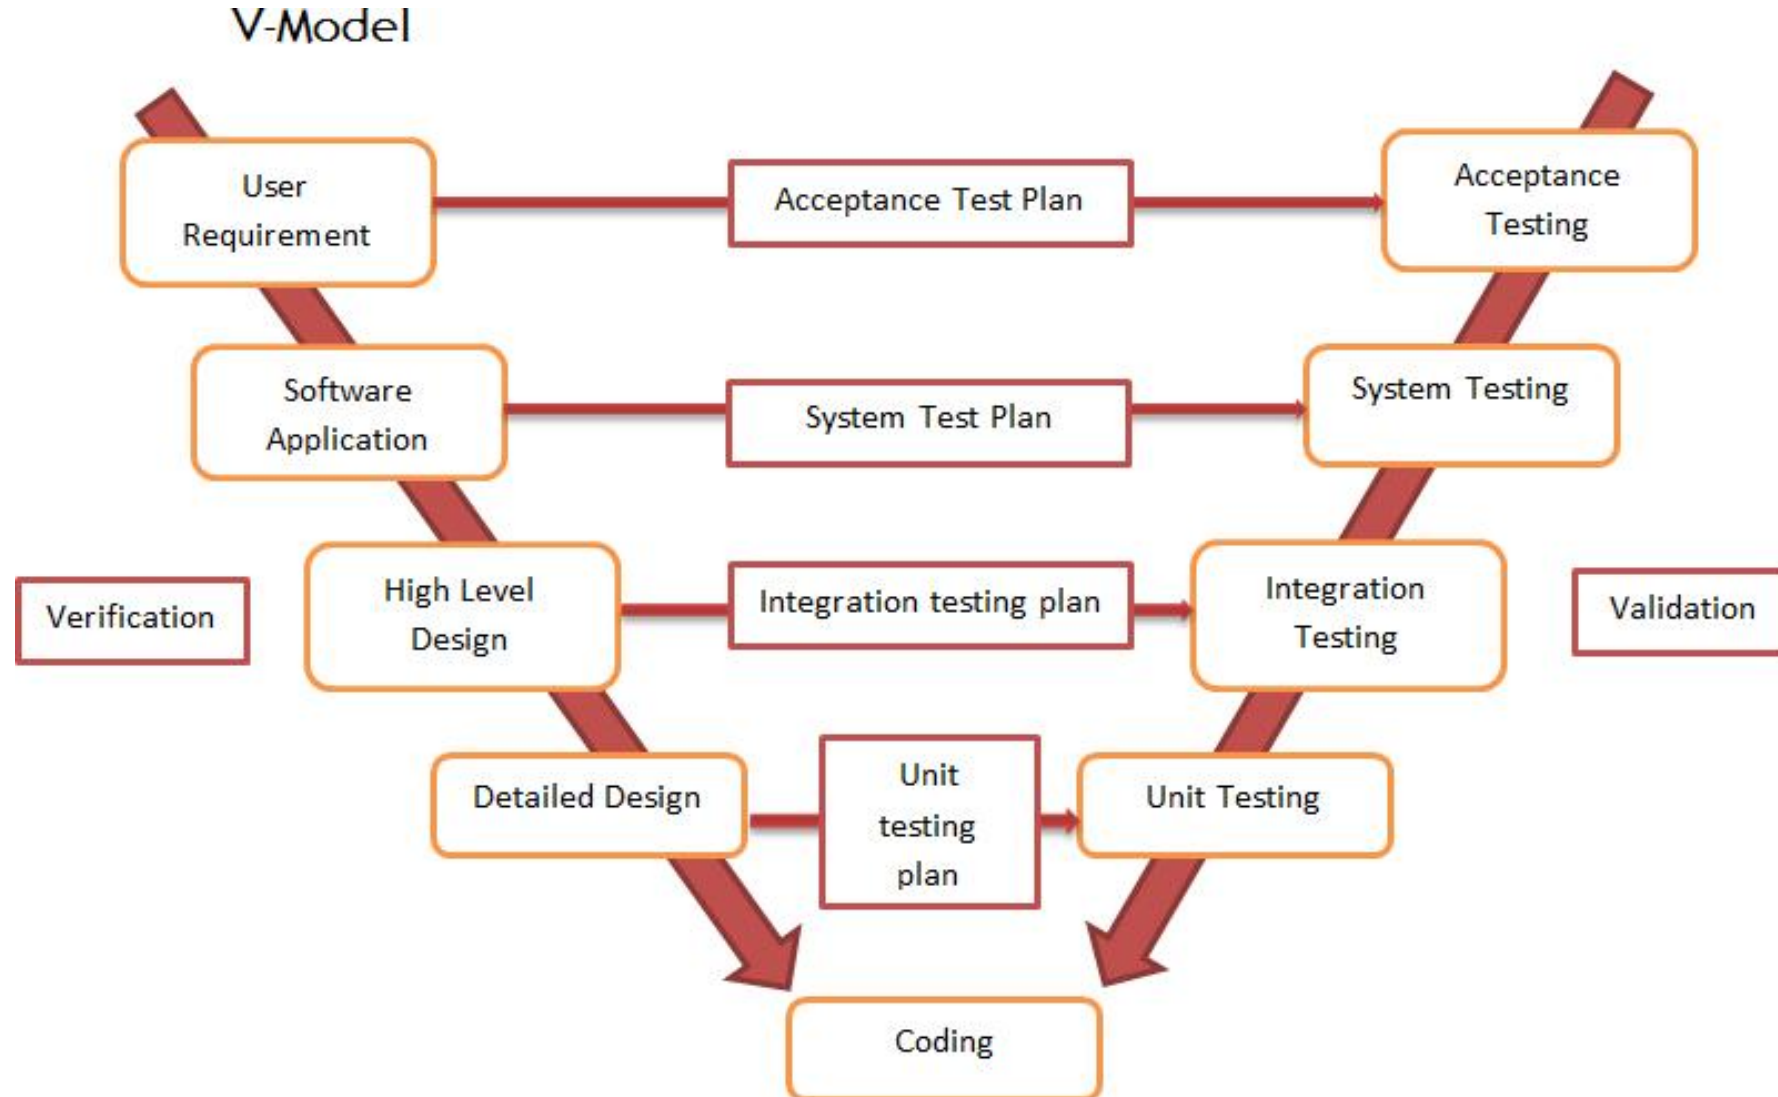 V-Model
User
Requirement
Acceptance Test Plan
Acceptance
Testing
Software
Application
System Test Plan
System Testing
Verification
High Level
Design
Integration testing plan
Integration
Testing
Validation
Detailed Design
Unit
testing
plan
Unit Testing
Coding